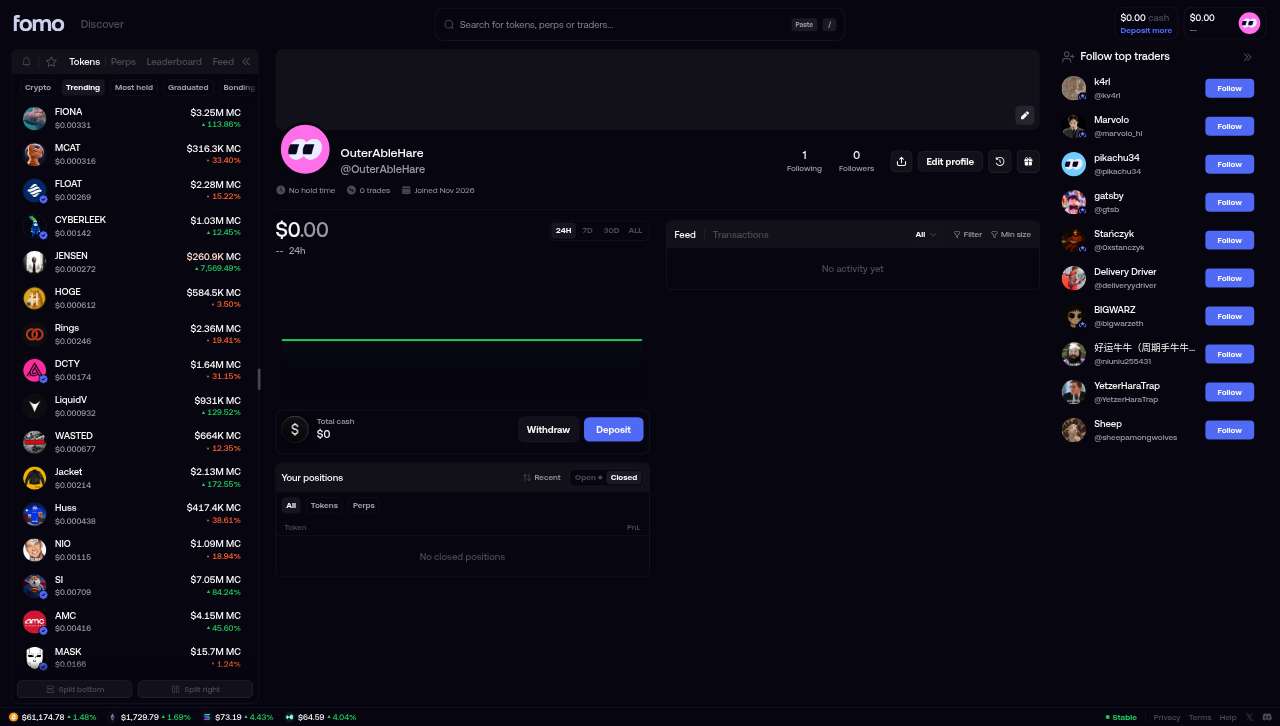 fomo
Discover
Search for tokens, perps or traders...
Paste
/
$0.00 cash
Deposit more
$0.00
—
Tokens Perps Leaderboard Feed
Crypto Trending Most held Graduated Bonding
FIONA $3.25M MC
$0.00331 113.86%
MCAT $316.3K MC
$0.000316 33.40%
FLOAT $2.28M MC
$0.00269 15.22%
CYBERLEEK $1.03M MC
$0.00142 12.45%
JENSEN $260.9K MC
$0.000272 7,569.49%
HOGE $584.5K MC
$0.000612 3.50%
Rings $2.36M MC
$0.00246 19.41%
DCTY $1.64M MC
$0.00174 31.15%
LiquidV $931K MC
$0.000932 129.52%
WASTED $664K MC
$0.000677 12.35%
Jacket $2.13M MC
$0.00214 172.55%
Huss $417.4K MC
$0.000438 38.61%
NIO $1.09M MC
$0.00115 18.94%
SI $7.05M MC
$0.00709 84.24%
AMC $4.15M MC
$0.00416 45.60%
MASK $15.7M MC
$0.0166 1.24%
Split bottom Split right
OuterAbleHare
@OuterAbleHare
No hold time 0 trades Joined Nov 2026
1 Following
0 Followers
Edit profile
$0.00
-- 24h
24H 7D 30D ALL
Total cash
$0
Withdraw
Deposit
Your positions
Recent
Open Closed
All Tokens Perps
Token PnL
No closed positions
Feed Transactions
All Filter Min size
No activity yet
Follow top traders
k4rl
@kv4rl
Follow
Marvolo
@marvolo_hl
Follow
pikachu34
@pikachu34
Follow
gatsby
@gtsb
Follow
Stańczyk
@0xstanczyk
Follow
Delivery Driver
@deliveryydriver
Follow
BIGWARZ
@bigwarzeth
Follow
好运牛牛（周期手牛牛...
@niuniu255431
Follow
YetzerHaraTrap
@YetzerHaraTrap
Follow
Sheep
@sheepamongwolves
Follow
$61,174.78 1.48% $1,729.79 1.69% $73.19 4.43% $64.59 4.04%
Stable Privacy Terms Help